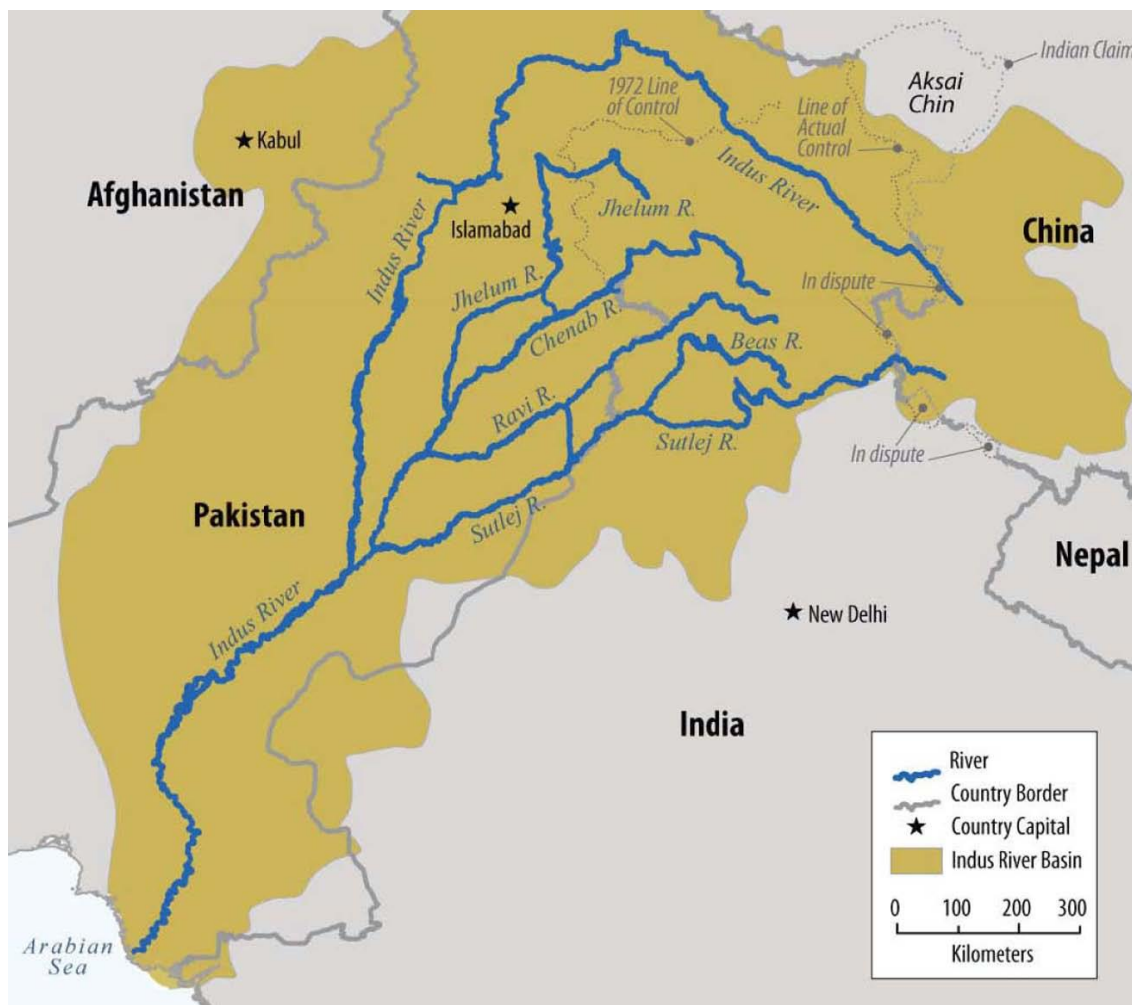 Indian Claim
Aksai
Chin
1972 Line
of Control
Line of
Actual
Control
Kabul
Afghanistan
Indus River
Islamabad
Jhelum R.
China
Indus River
Jhelum R.
In dispute
Chenab R.
Beas R.
Ravi R.
Sutlej R.
In dispute
Pakistan
Sutlej R.
Nepal
Indus River
New Delhi
India
River
Country Border
Country Capital
Indus River Basin
0 100 200 300
Kilometers
Arabian
Sea